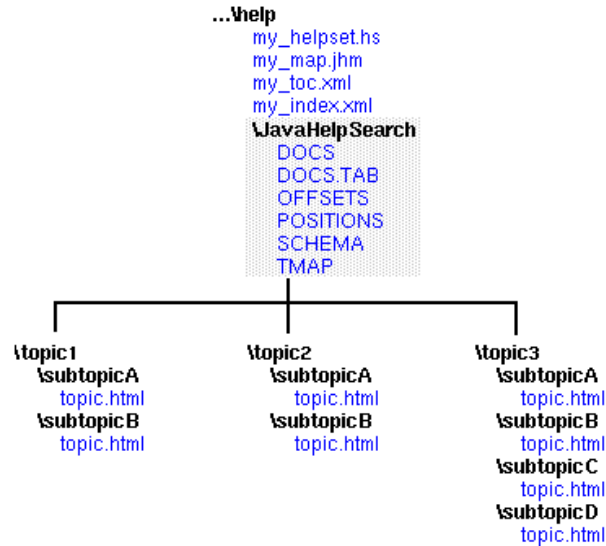 ...\help
my_helpset.hs
my_map.jhm
my_toc.xml
my_index.xml
\JavaHelpSearch
DOCS
DOCS.TAB
OFFSETS
POSITIONS
SCHEMA
TMAP
\topic1
\subtopicA
topic.html
\subtopicB
topic.html
\topic2
\subtopicA
topic.html
\subtopicB
topic.html
\topic3
\subtopicA
topic.html
\subtopicB
topic.html
\subtopicC
topic.html
\subtopicD
topic.html